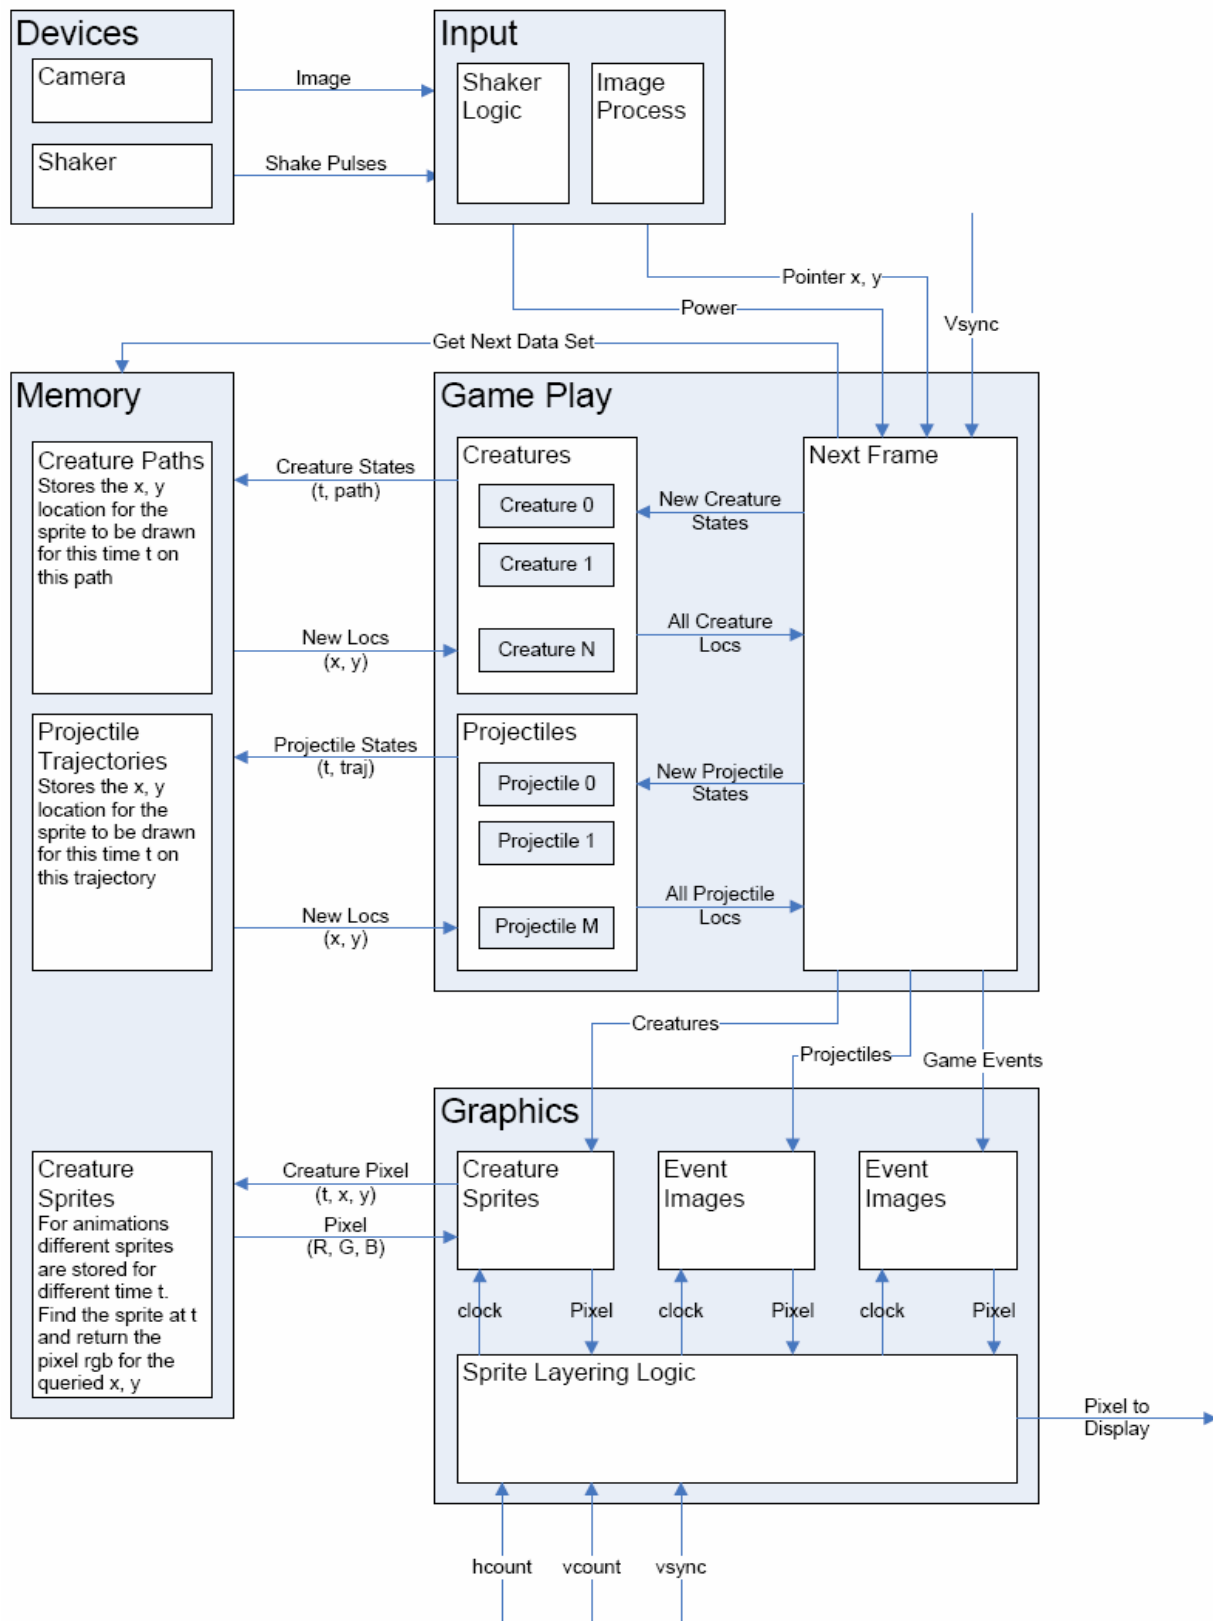 Devices
Camera
Shaker
Image
Shake Pulses
Input
Shaker
Logic
Image
Process
Pointer x, y
Power
Vsync
Get Next Data Set
Memory
Creature Paths
Stores the x, y
location for the
sprite to be drawn
for this time t on
this path
Projectile
Trajectories
Stores the x, y
location for the
sprite to be drawn
for this time t on
this trajectory
Creature
Sprites
For animations
different sprites
are stored for
different time t.
Find the sprite at t
and return the
pixel rgb for the
queried x, y
Creature States
(t, path)
New Locs
(x, y)
Projectile States
(t, traj)
New Locs
(x, y)
Game Play
Creatures
Creature 0
Creature 1
Creature N
Projectiles
Projectile 0
Projectile 1
Projectile M
New Creature
States
All Creature
Locs
New Projectile
States
All Projectile
Locs
Next Frame
Creatures
Projectiles
Game Events
Creature Pixel
(t, x, y)
Pixel
(R, G, B)
Graphics
Creature
Sprites
Event
Images
Event
Images
clock
Pixel
clock
Pixel
clock
Pixel
Sprite Layering Logic
Pixel to
Display
hcount
vcount
vsync